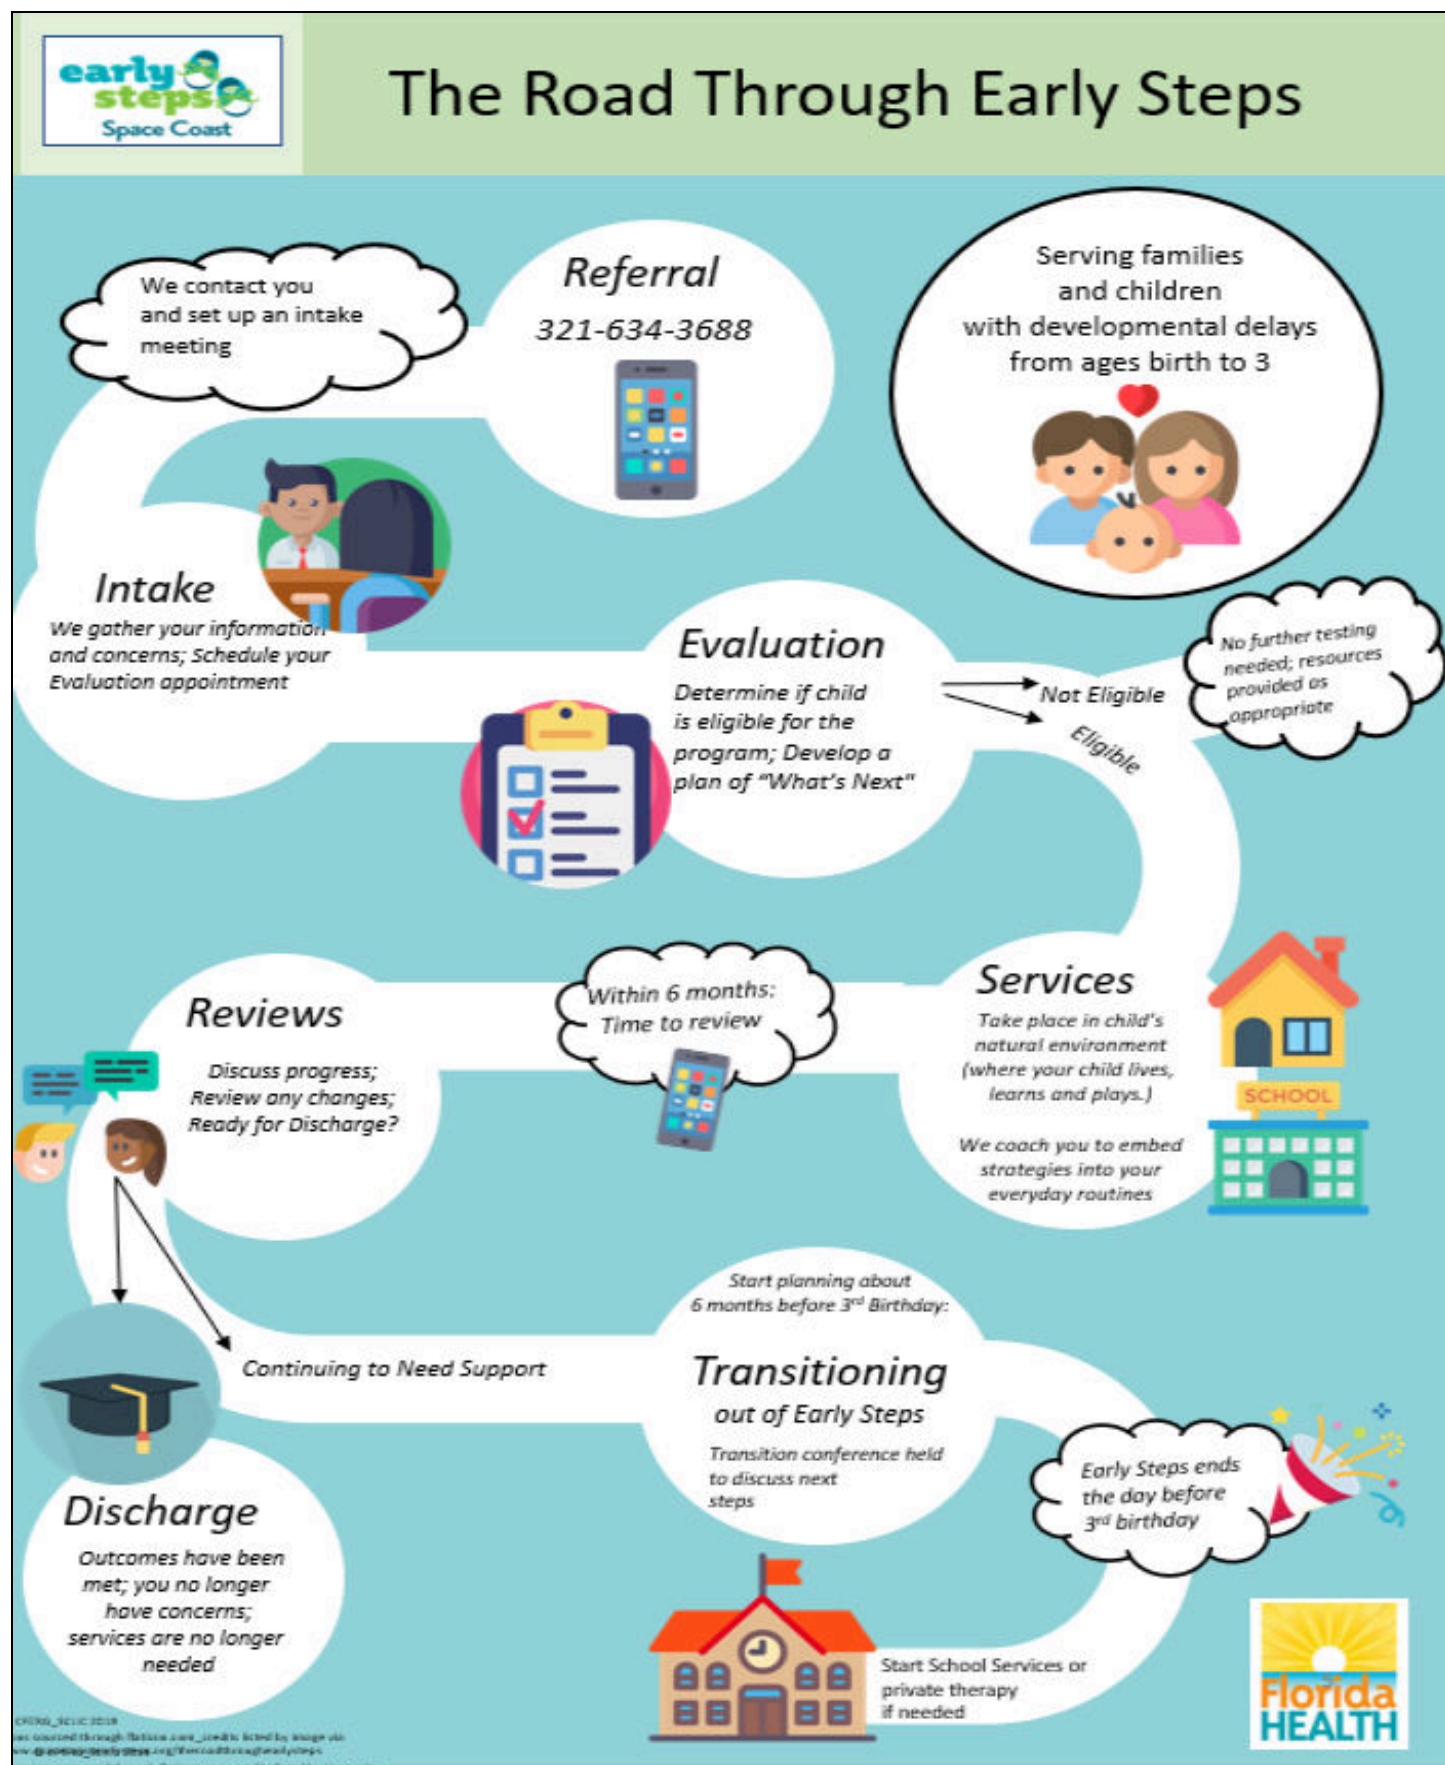 early
steps
Space Coast
The Road Through Early Steps
We contact you
and set up an intake
meeting
Referral
321-634-3688
Serving families
and children
with developmental delays
from ages birth to 3
Intake
We gather your information
and concerns; Schedule your
Evaluation appointment
Evaluation
Determine if child
is eligible for the
program; Develop a
plan of “What’s Next”
Not Eligible
Eligible
No further testing
needed; resources
provided as
appropriate
Services
Take place in child's
natural environment
(where your child lives,
learns and plays.)
We coach you to embed
strategies into your
everyday routines
SCHOOL
Within 6 months:
Time to review
Reviews
Discuss progress;
Review any changes;
Ready for Discharge?
Continuing to Need Support
Discharge
Outcomes have been
met; you no longer
have concerns;
services are no longer
needed
Start planning about
6 months before 3rd Birthday:
Transitioning
out of Early Steps
Transition conference held
to discuss next
steps
Early Steps ends
the day before
3rd birthday
Start School Services or
private therapy
if needed
Florida
HEALTH
sourced through flaticon.com_credits listed by image via